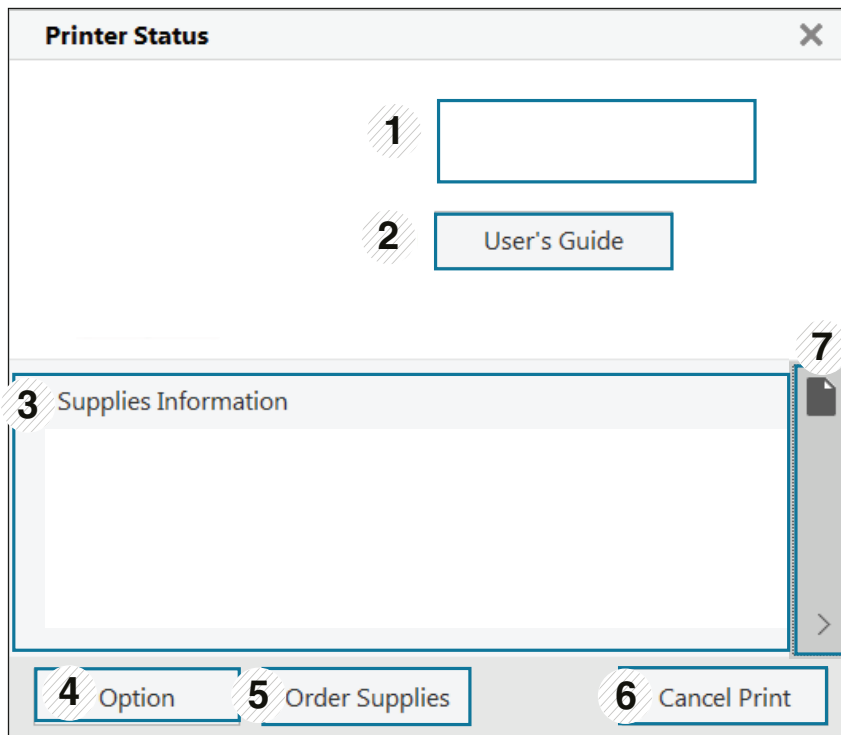 Printer Status
1
2 User's Guide
7
3 Supplies Information
4 Option 5 Order Supplies 6 Cancel Print